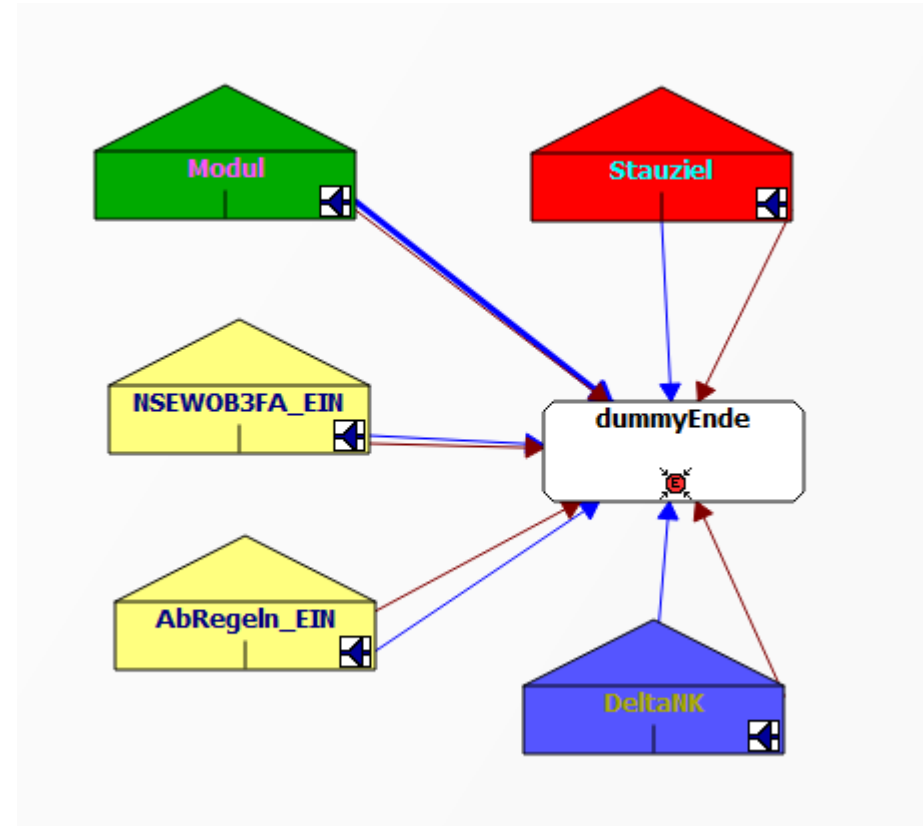 Modul
Stauziel
NSEWOB3FA_EIN
dummyEnde
E
AbRegeln_EIN
DeltaNK